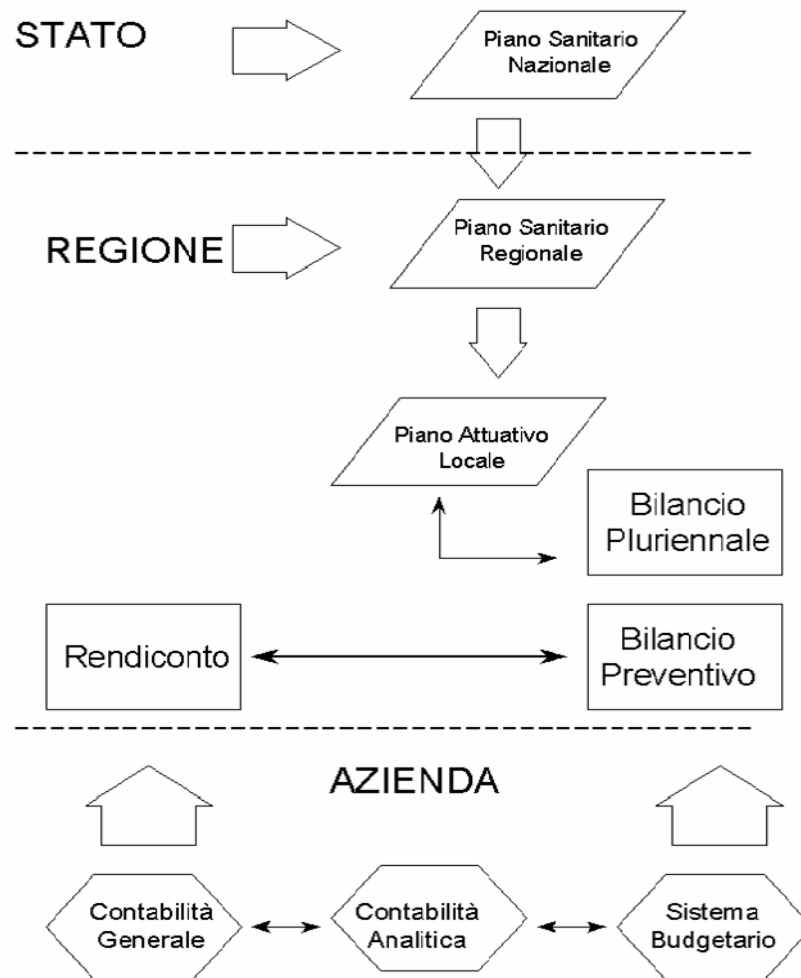 STATO
Piano Sanitario
Nazionale
REGIONE
Piano Sanitario
Regionale
Piano Attuativo
Locale
Bilancio
Pluriennale
Rendiconto
Bilancio
Preventivo
AZIENDA
Contabilità
Generale
Contabilità
Analitica
Sistema
Budgetario